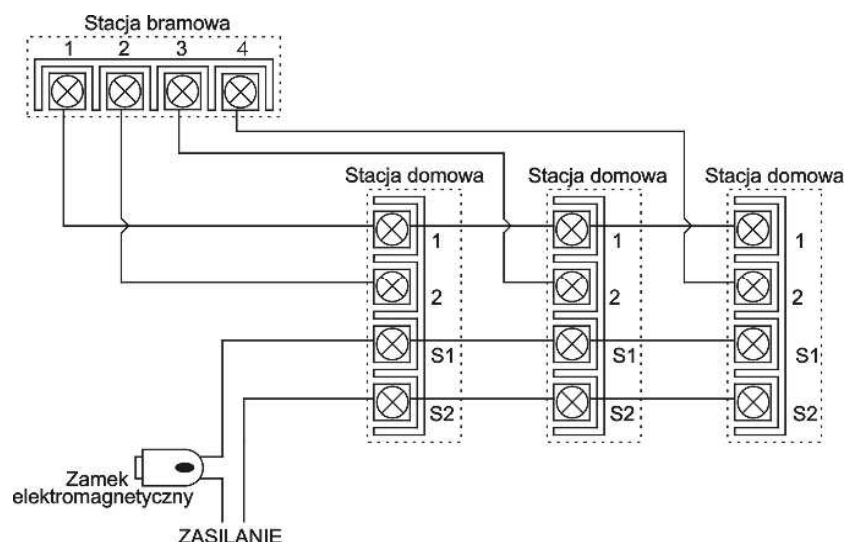 Stacja bramowa
1 2 3 4
Stacja domowa Stacja domowa Stacja domowa
1 1 1
2 2 2
S1 S1 S1
S2 S2 S2
Zamek
elektromagnetyczny
ZASILANIE